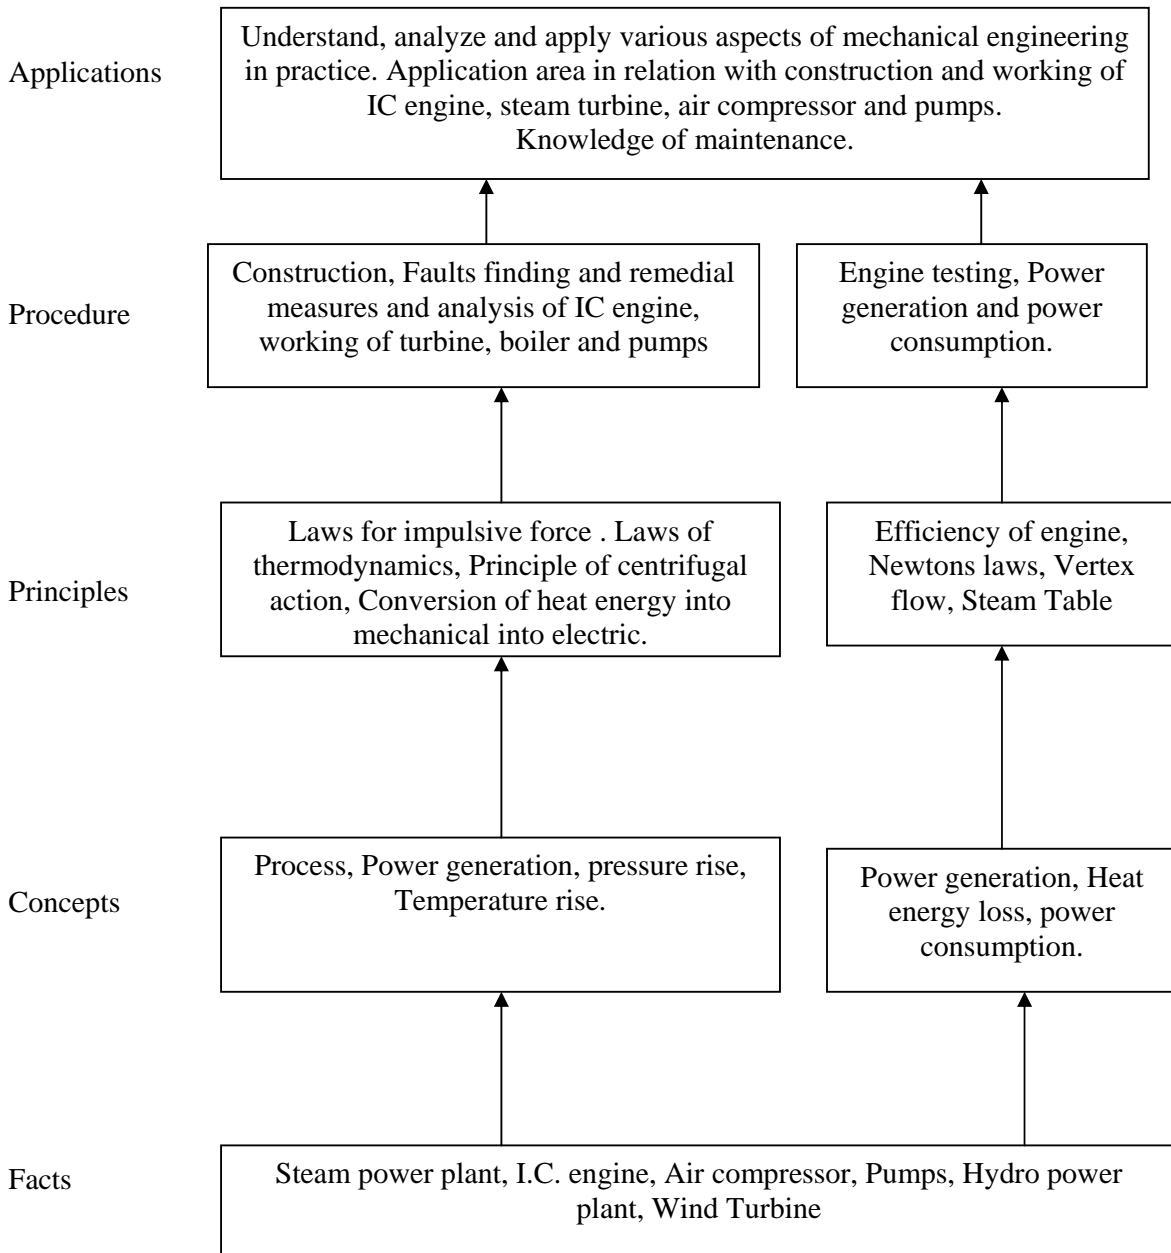 Applications
Understand, analyze and apply various aspects of mechanical engineering
in practice. Application area in relation with construction and working of
IC engine, steam turbine, air compressor and pumps.
Knowledge of maintenance.
Procedure
Construction, Faults finding and remedial
measures and analysis of IC engine,
working of turbine, boiler and pumps
Engine testing, Power
generation and power
consumption.
Principles
Laws for impulsive force . Laws of
thermodynamics, Principle of centrifugal
action, Conversion of heat energy into
mechanical into electric.
Efficiency of engine,
Newtons laws, Vertex
flow, Steam Table
Concepts
Process, Power generation, pressure rise,
Temperature rise.
Power generation, Heat
energy loss, power
consumption.
Facts
Steam power plant, I.C. engine, Air compressor, Pumps, Hydro power
plant, Wind Turbine